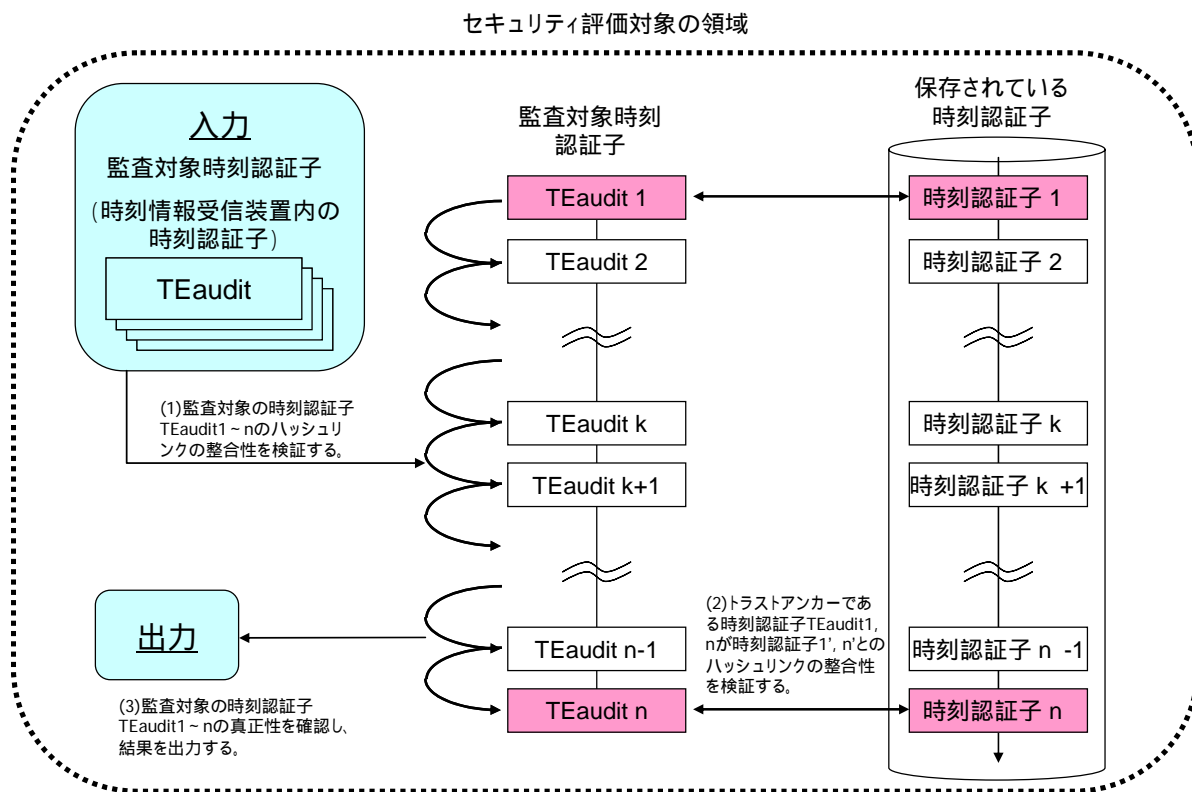 セキュリティ評価対象の領域
入力
監査対象時刻認証子
(時刻情報受信装置内の
時刻認証子)
TEaudit
(1)監査対象の時刻認証子
TEaudit1~nのハッシュリ
ンクの整合性を検証する。
出力
(3)監査対象の時刻認証子
TEaudit1~nの真正性を確認し、
結果を出力する。
監査対象時刻
認証子
TEaudit 1
TEaudit 2
TEaudit k
TEaudit k+1
TEaudit n-1
TEaudit n
(2)トラストアンカーであ
る時刻認証子TEaudit1,
nが時刻認証子1', n'との
ハッシュリンクの整合性
を検証する。
保存されている
時刻認証子
時刻認証子 1
時刻認証子 2
時刻認証子 k
時刻認証子 k +1
時刻認証子 n -1
時刻認証子 n